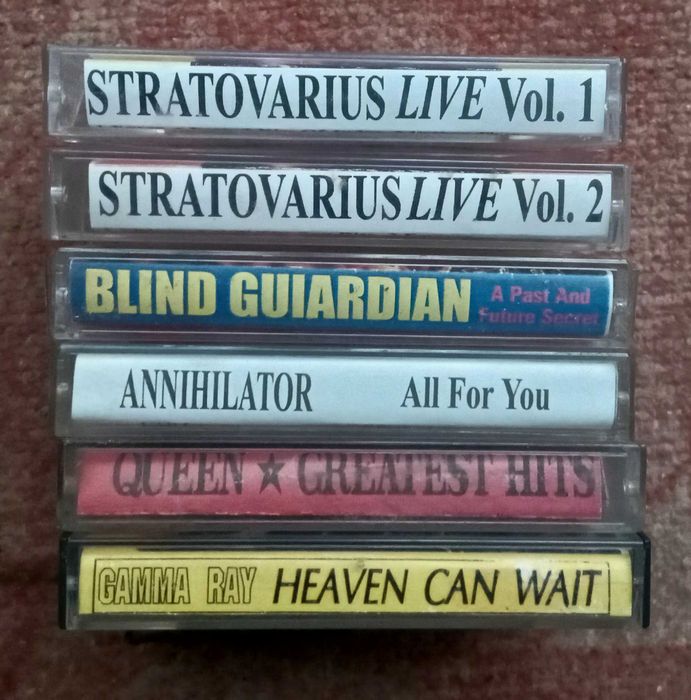 STRATOVARIUS LIVE Vol. 1
STRATOVARIUS LIVE Vol. 2
BLIND GUIARDIAN A Past And
Future Secret
ANNIHILATOR All For You
QUEEN ★ GREATEST HITS
GAMMA RAY HEAVEN CAN WAIT